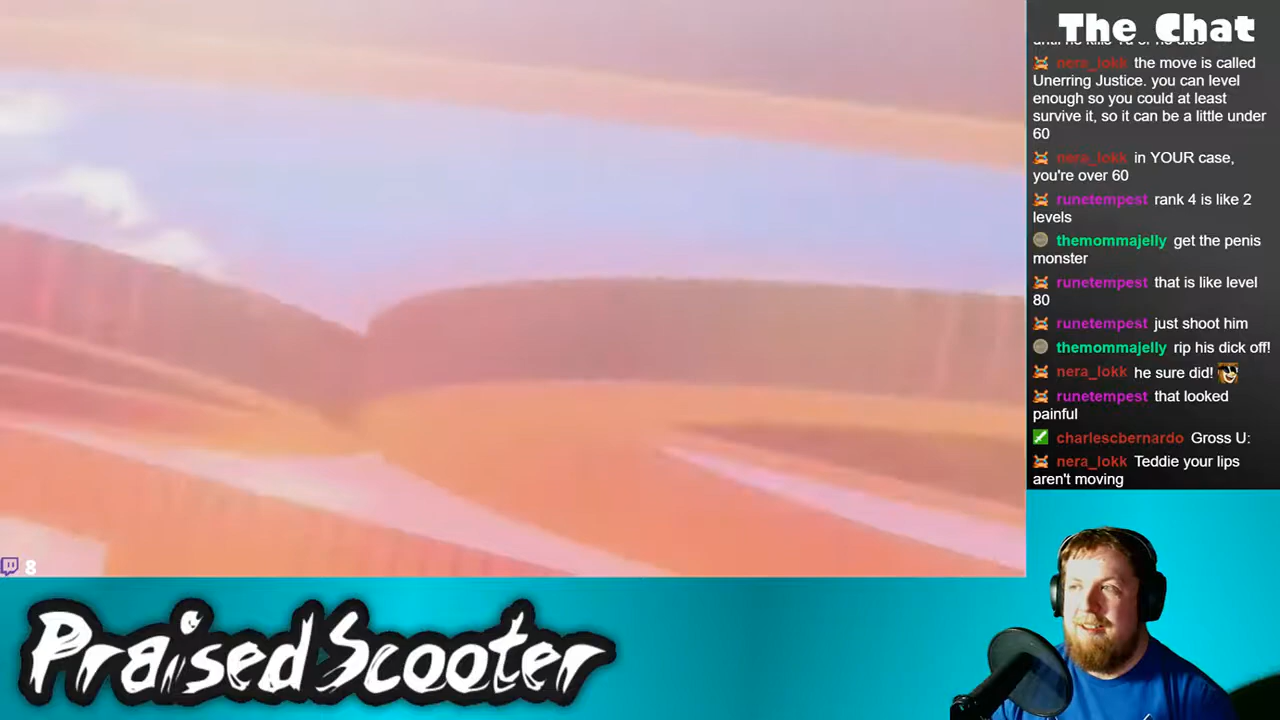 The Chat
nera_lokk the move is called
Unerring Justice. you can level
enough so you could at least
survive it, so it can be a little under
60
nera_lokk in YOUR case,
you're over 60
runetempest rank 4 is like 2
levels
themommajelly get the penis
monster
runetempest that is like level
80
runetempest just shoot him
themommajelly rip his dick off!
nera_lokk he sure did!
runetempest that looked
painful
charlescbernardo Gross U:
nera_lokk Teddie your lips
aren't moving
8
PraisedScooter